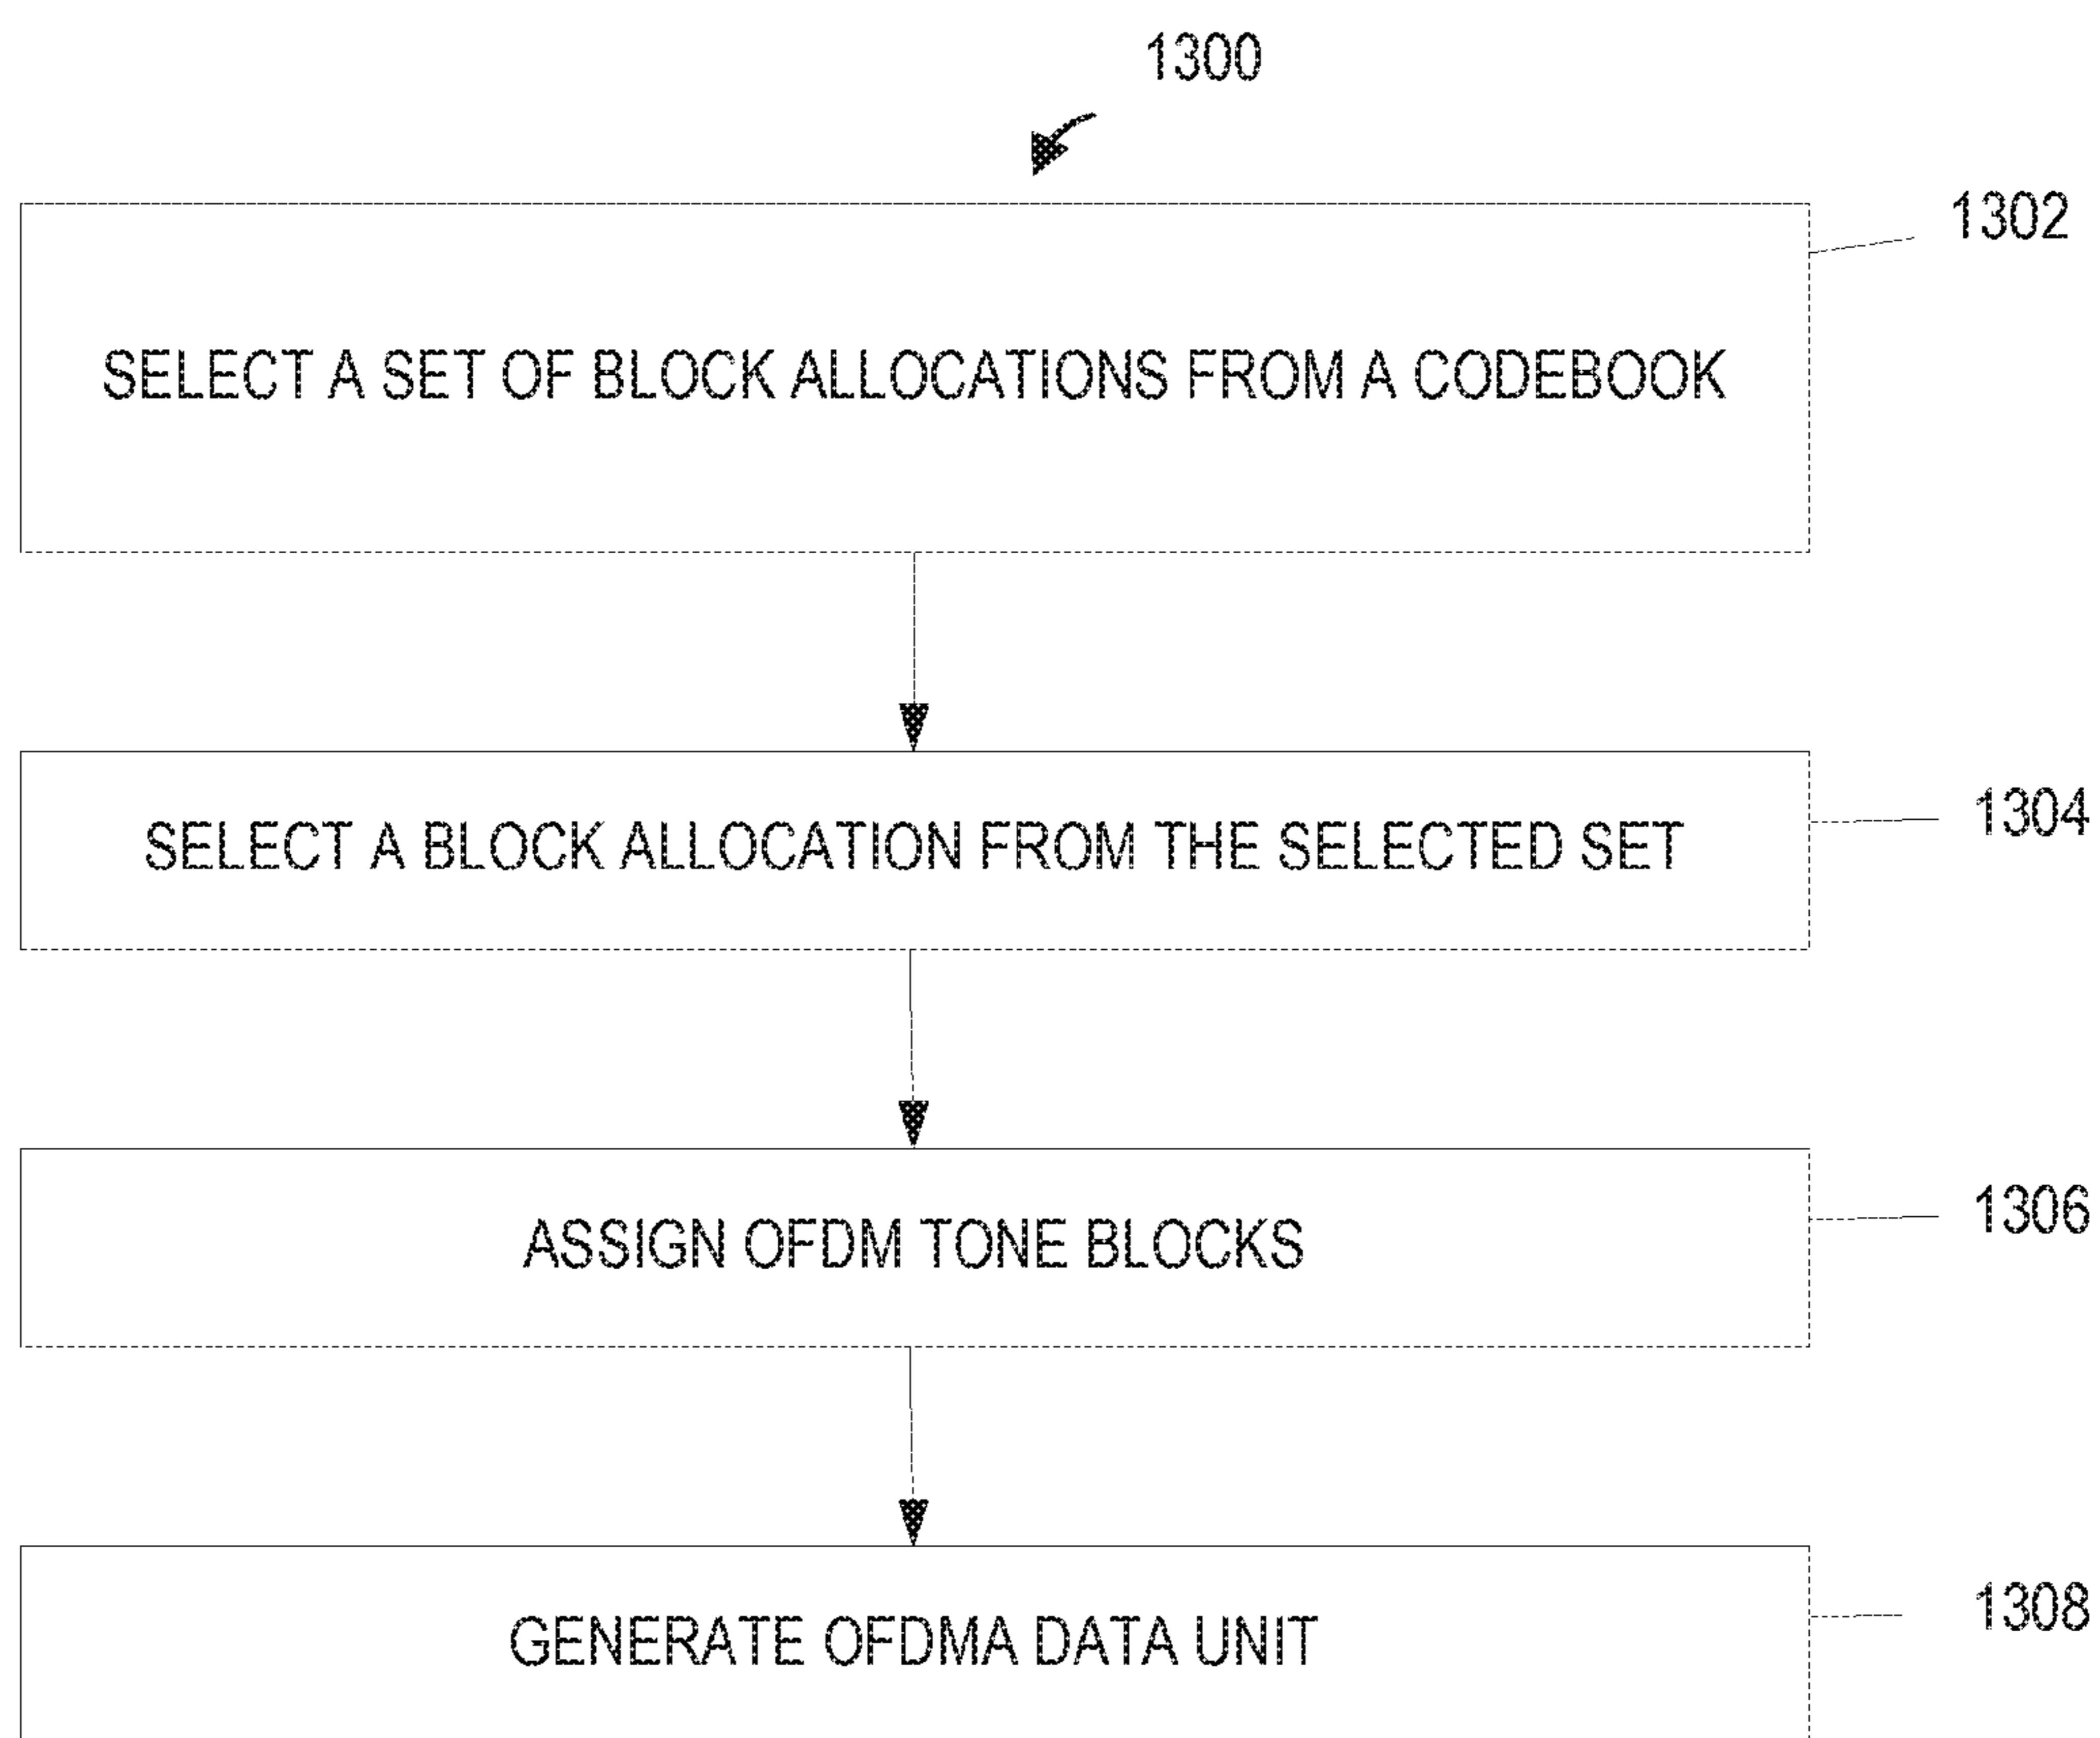 1300
1302
SELECT A SET OF BLOCK ALLOCATIONS FROM A CODEBOOK
1304
SELECT A BLOCK ALLOCATION FROM THE SELECTED SET
1306
ASSIGN OFDM TONE BLOCKS
1308
GENERATE OFDMA DATA UNIT